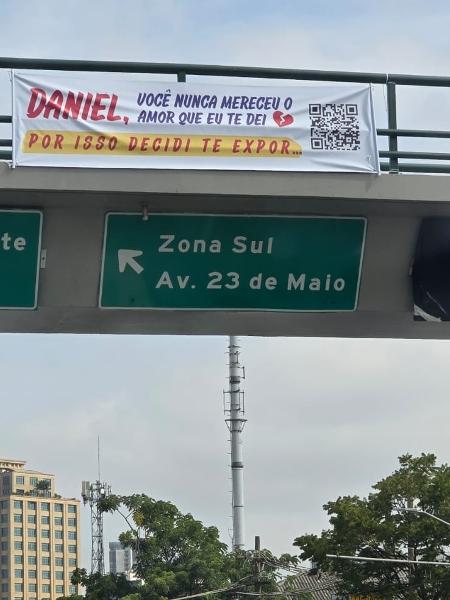 DANIEL, VOCÊ NUNCA MERECEU O
AMOR QUE EU TE DEI
POR ISSO DECIDI TE EXPOR...
te
Zona Sul
Av. 23 de Maio